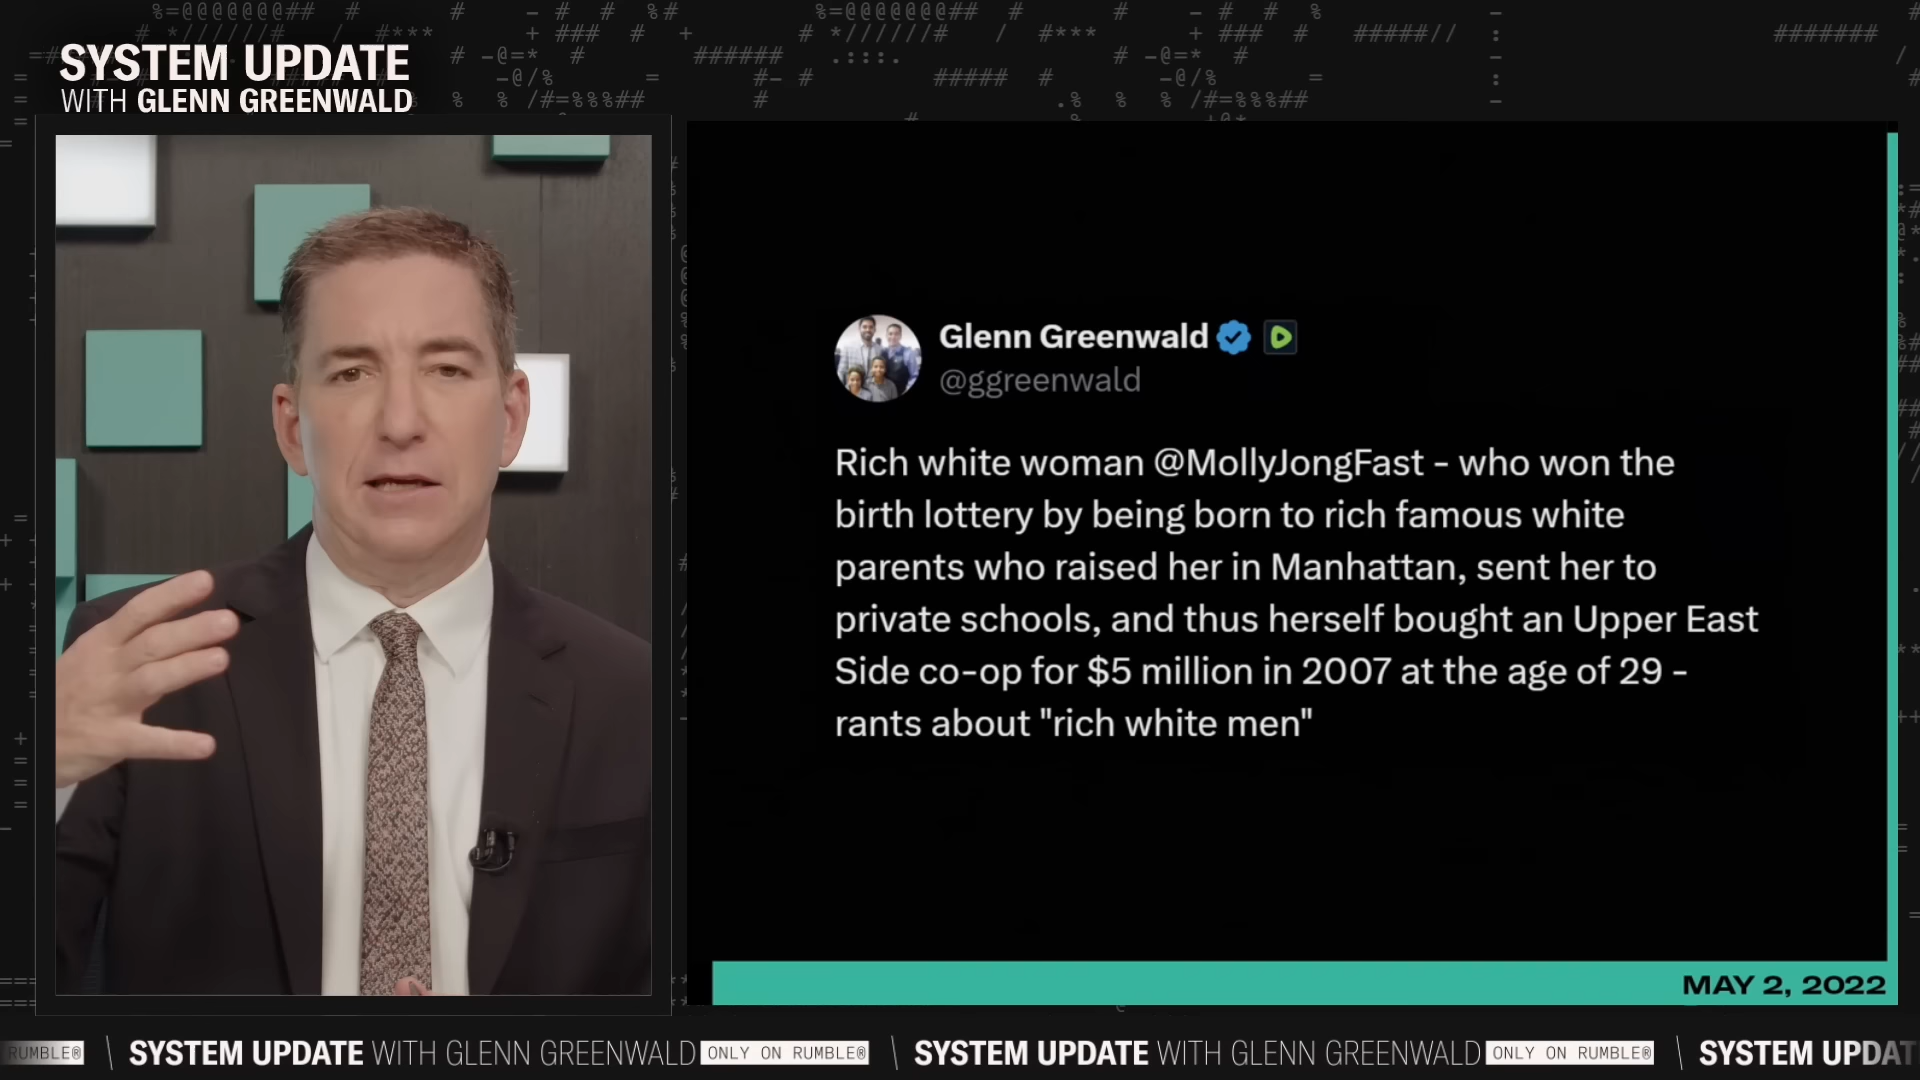 SYSTEM UPDATE
WITH GLENN GREENWALD
Glenn Greenwald
@ggreenwald
Rich white woman @MollyJongFast - who won the
birth lottery by being born to rich famous white
parents who raised her in Manhattan, sent her to
private schools, and thus herself bought an Upper East
Side co-op for $5 million in 2007 at the age of 29 -
rants about "rich white men"
MAY 2, 2022
RUMBLE® \ SYSTEM UPDATE WITH GLENN GREENWALD ONLY ON RUMBLE® \ SYSTEM UPDATE WITH GLENN GREENWALD ONLY ON RUMBLE® \ SYSTEM UPDAT